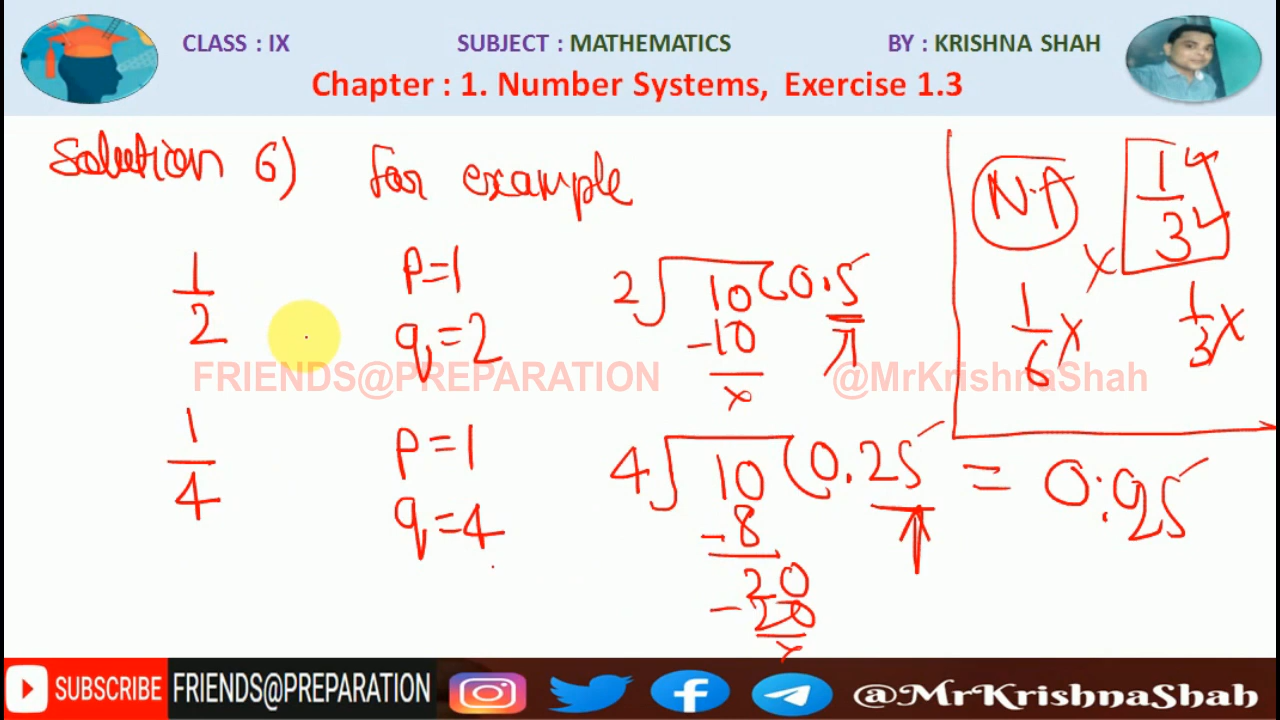 CLASS : IX SUBJECT : MATHEMATICS BY : KRISHNA SHAH
Chapter : 1. Number Systems, Exercise 1.3
Solution 6) For example
N.A 1/3
1/2 P=1 q=2
2 10 0.5
-10
x
1/6 x x 1/3 x
FRIENDS@PREPARATION @MrKrishnaShah
1/4 P=1 q=4
4 10 0.25 = 0.25
-8
20
-20
x
SUBSCRIBE FRIENDS@PREPARATION @MrKrishnaShah